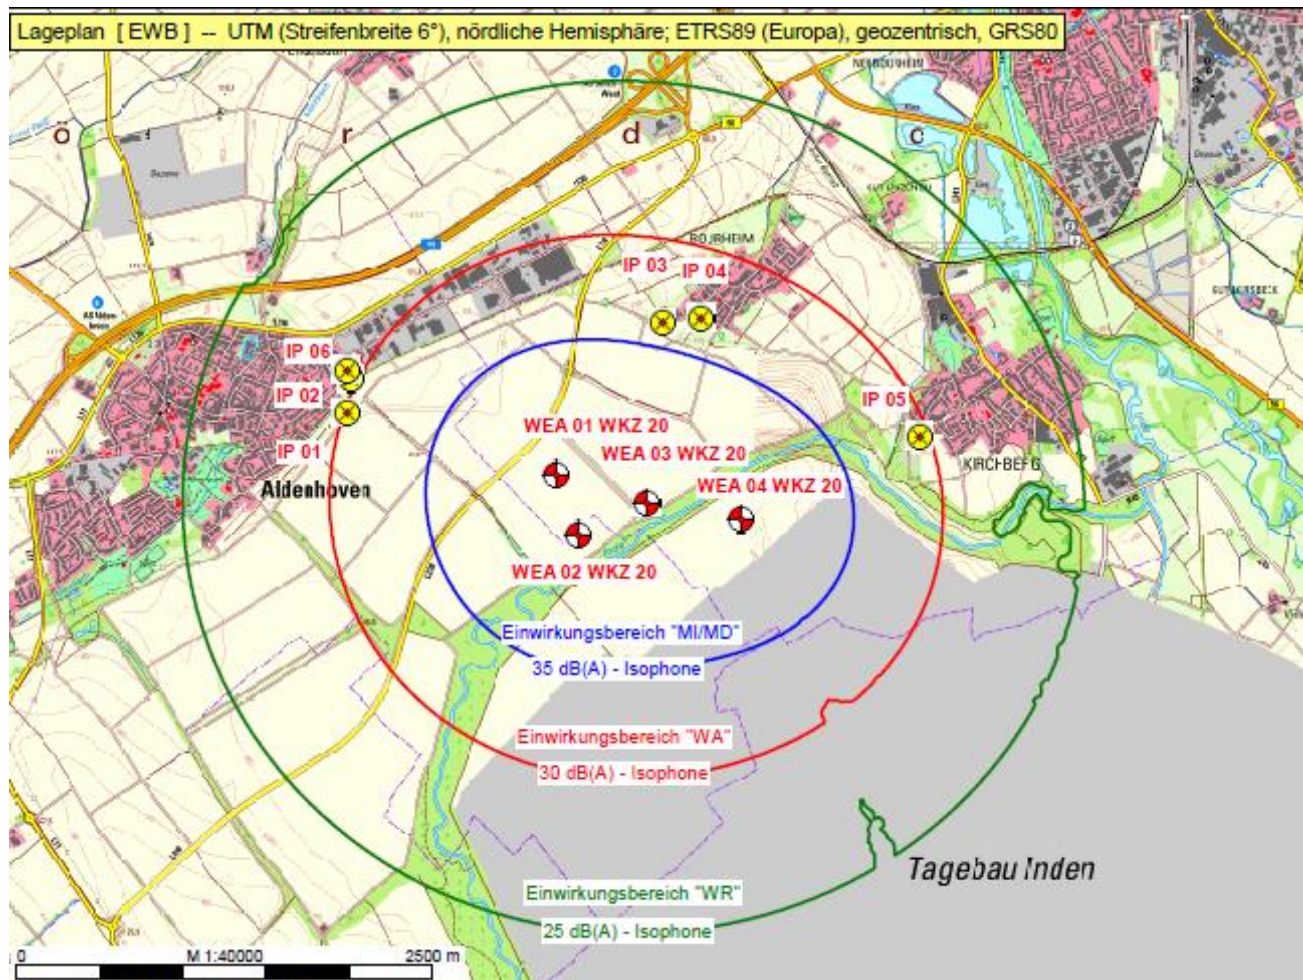 Lageplan [ EWB ] -- UTM (Streifenbreite 6°), nördliche Hemisphäre; ETRS89 (Europa), geozentrisch, GRS80
West
ö r d c
IP 03
IP 04
IP 06
IP 02
IP 05
IP 01
WEA 01 WKZ 20
WEA 03 WKZ 20
KIRCHBERG
WEA 04 WKZ 20
Aldenhoven
WEA 02 WKZ 20
Einwirkungsbereich "MI/MD"
35 dB(A) - Isophone
Einwirkungsbereich "WA"
30 dB(A) - Isophone
Tagebau Inden
Einwirkungsbereich "WR"
25 dB(A) - Isophone
0 M 1:40000 2500 m